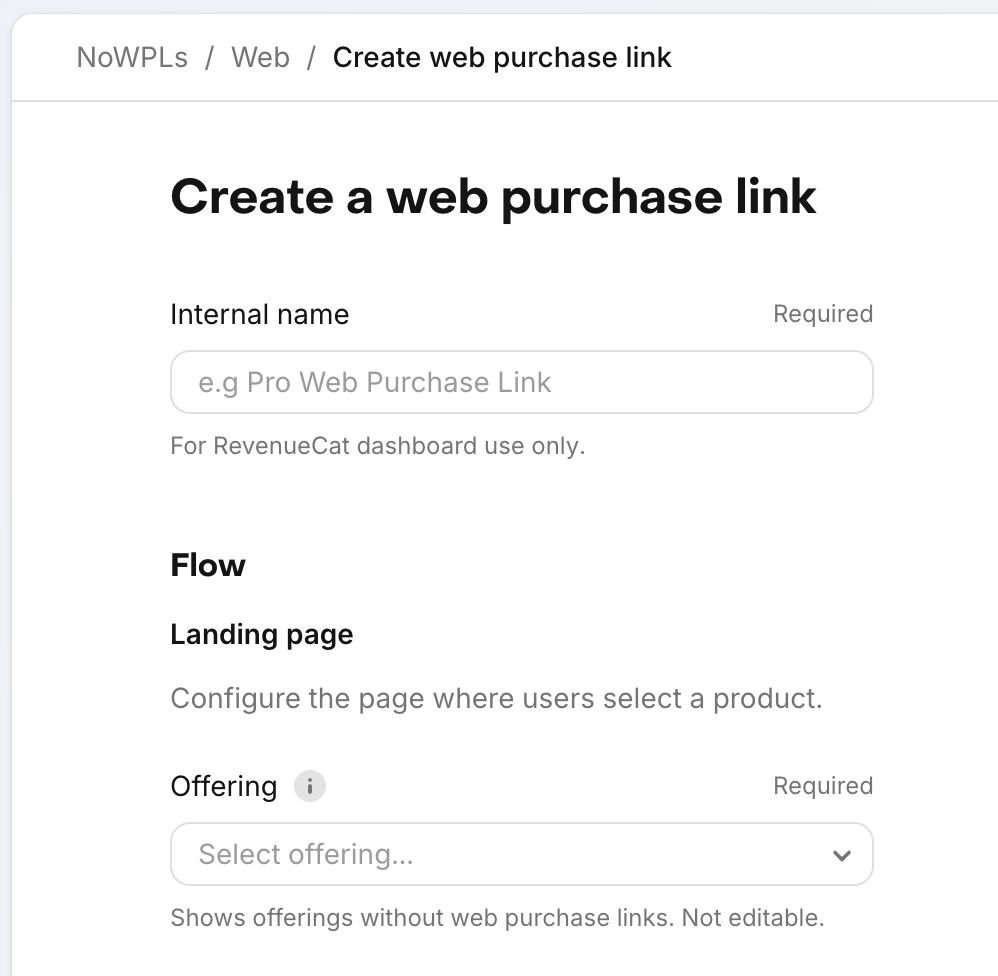 NoWPLs / Web / Create web purchase link
Create a web purchase link
Internal name Required
e.g Pro Web Purchase Link
For RevenueCat dashboard use only.
Flow
Landing page
Configure the page where users select a product.
Offering i Required
Select offering...
Shows offerings without web purchase links. Not editable.